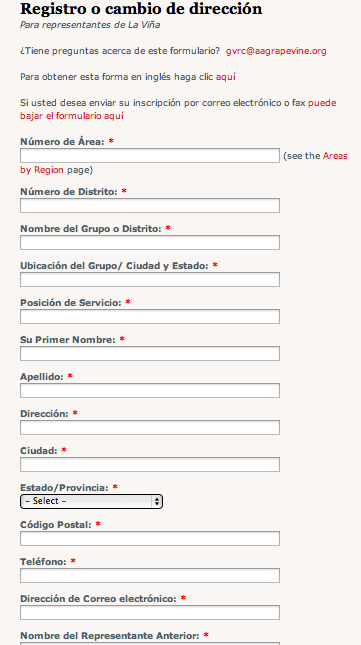 Registro o cambio de dirección
Para representantes de La Viña
¿Tiene preguntas acerca de este formulario? gvrc@aagrapevine.org
Para obtener esta forma en inglés haga clic aquí
Si usted desea enviar su inscripción por correo electrónico o fax puede
bajar el formulario aquí
Número de Área: *
(see the Areas
by Region page)
Número de Distrito: *
Nombre del Grupo o Distrito: *
Ubicación del Grupo/ Ciudad y Estado: *
Posición de Servicio: *
Su Primer Nombre: *
Apellido: *
Dirección: *
Ciudad: *
Estado/Provincia: *
- Select -
Código Postal: *
Teléfono: *
Dirección de Correo electrónico: *
Nombre del Representante Anterior: *